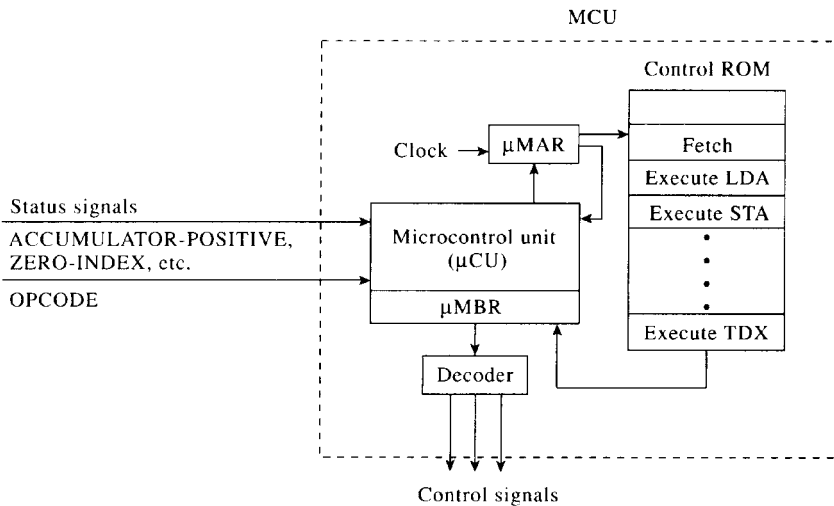 MCU
Control ROM
Fetch
Execute LDA
Execute STA
Execute TDX
Clock
μMAR
Status signals
ACCUMULATOR-POSITIVE,
ZERO-INDEX, etc.
OPCODE
Microcontrol unit
(μCU)
μMBR
Decoder
Control signals